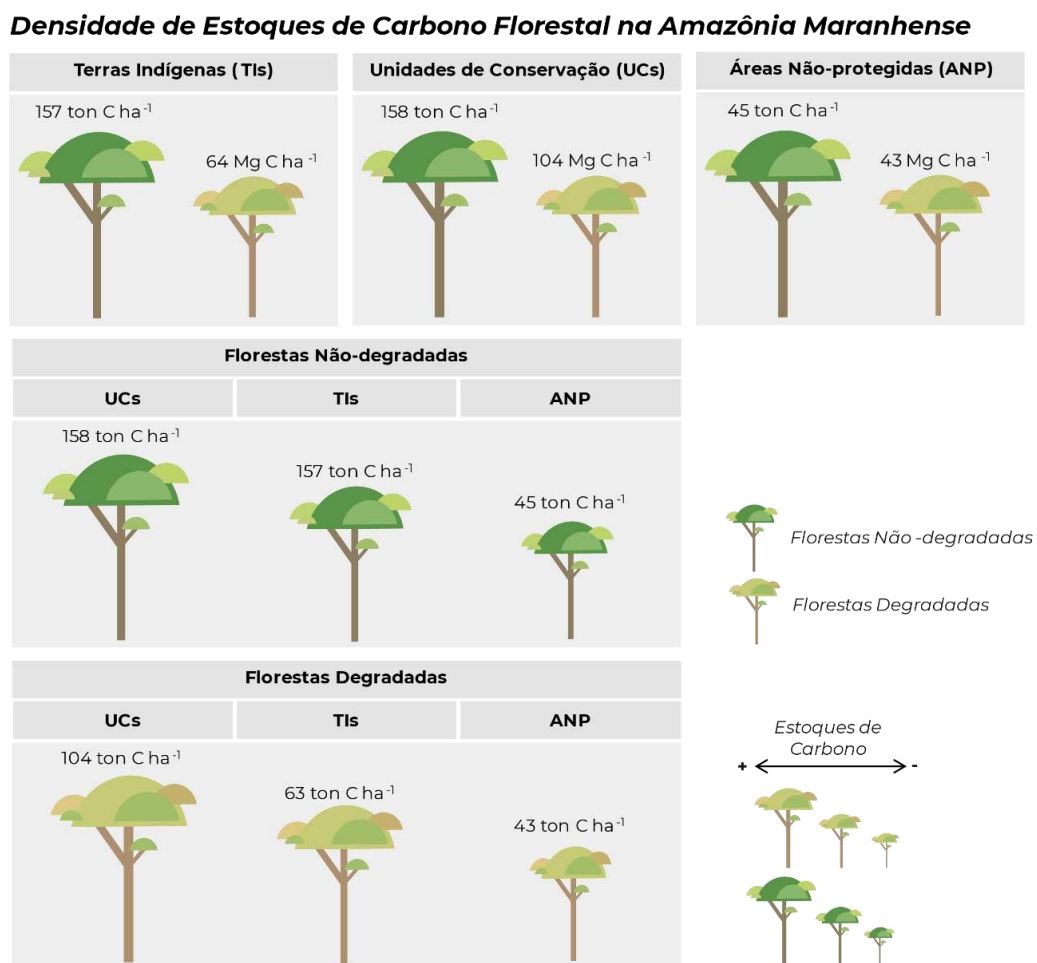 Densidade de Estoques de Carbono Florestal na Amazônia Maranhense
Terras Indígenas (TIs)
157 ton C ha-1
64 Mg C ha -1
Unidades de Conservação (UCs)
158 ton C ha-1
104 Mg C ha -1
Áreas Não-protegidas (ANP)
45 ton C ha-1
43 Mg C ha -1
Florestas Não-degradadas
UCs TIs ANP
158 ton C ha-1
157 ton C ha-1
45 ton C ha-1
Florestas Não -degradadas
Florestas Degradadas
Florestas Degradadas
UCs TIs ANP
104 ton C ha-1
63 ton C ha-1
43 ton C ha-1
Estoques de
Carbono
+ -